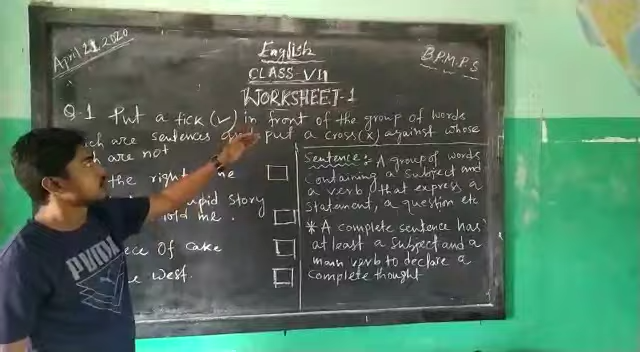 April 21 2020
English
B.P.M.P.S
CLASS VII
WORKSHEET-1
Q.1 Put a tick (✓) in front of the group of words
are sentences and put a cross (X) against whose
are not
the right
story
told me.
of cake
west.
Sentence:- A group of words
containing a subject and
a verb that express a
statement, a question etc
* A complete sentence has
at least a subject and a
main verb to declare a
complete thought
PUMA